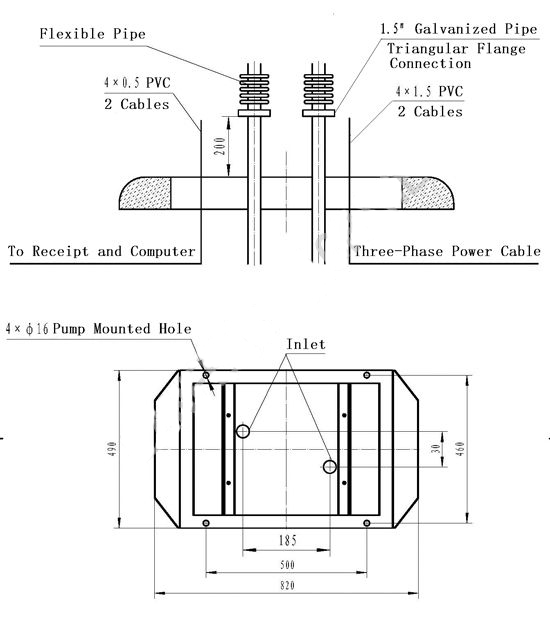 Flexible Pipe
1.5" Galvanized Pipe
Triangular Flange
Connection
4×0.5 PVC
2 Cables
4×1.5 PVC
2 Cables
200
To Receipt and Computer
Three-Phase Power Cable
4×φ16 Pump Mounted Hole
Inlet
490
30
460
185
500
820